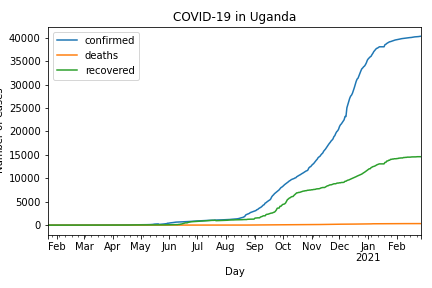 COVID-19 in Uganda
confirmed
deaths
recovered
40000
35000
30000
25000
20000
15000
10000
5000
0
Feb Mar Apr May Jun Jul Aug Sep Oct Nov Dec Jan Feb
2021
Day